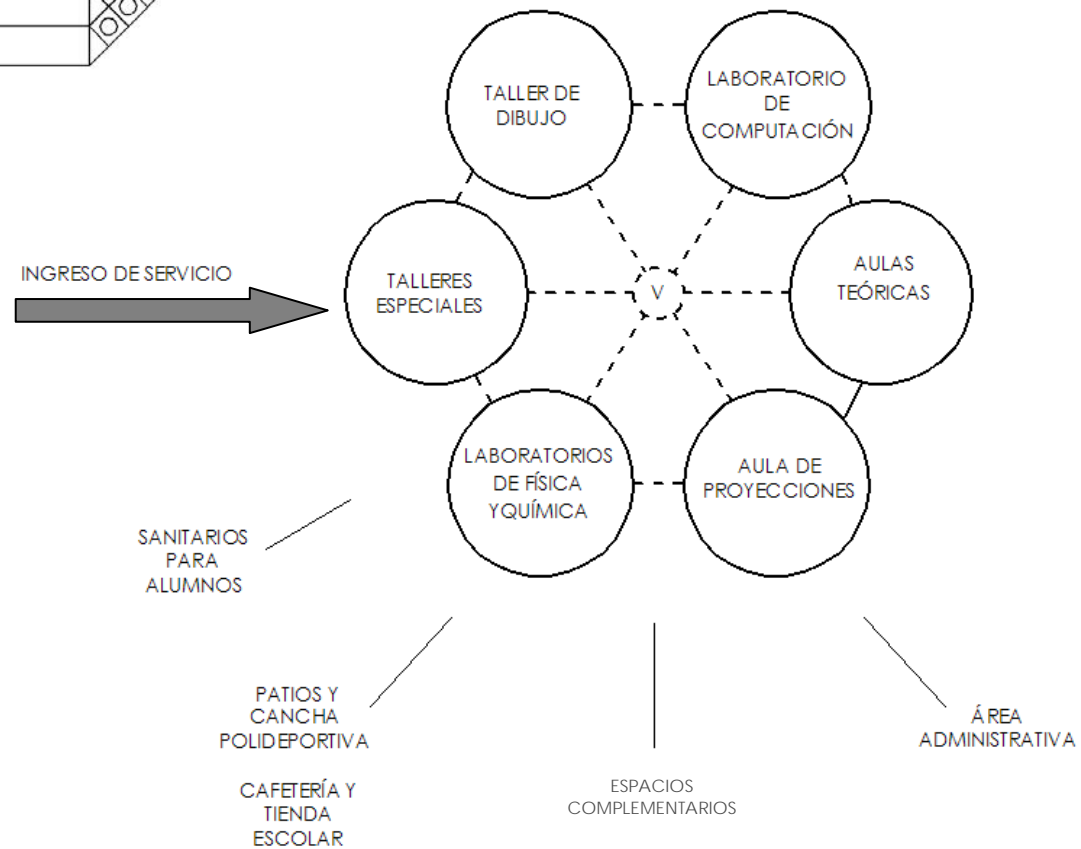 TALLER DE
DIBUJO
LABORATORIO
DE
COMPUTACIÓN
INGRESO DE SERVICIO
TALLERES
ESPECIALES
V
AULAS
TEÓRICAS
LABORATORIOS
DE FÍSICA
YQUÍMICA
AULA DE
PROYECCIONES
SANITARIOS
PARA
ALUMNOS
PATIOS Y
CANCHA
POLIDEPORTIVA
CAFETERÍA Y
TIENDA
ESCOLAR
ESPACIOS
COMPLEMENTARIOS
ÁREA
ADMINISTRATIVA